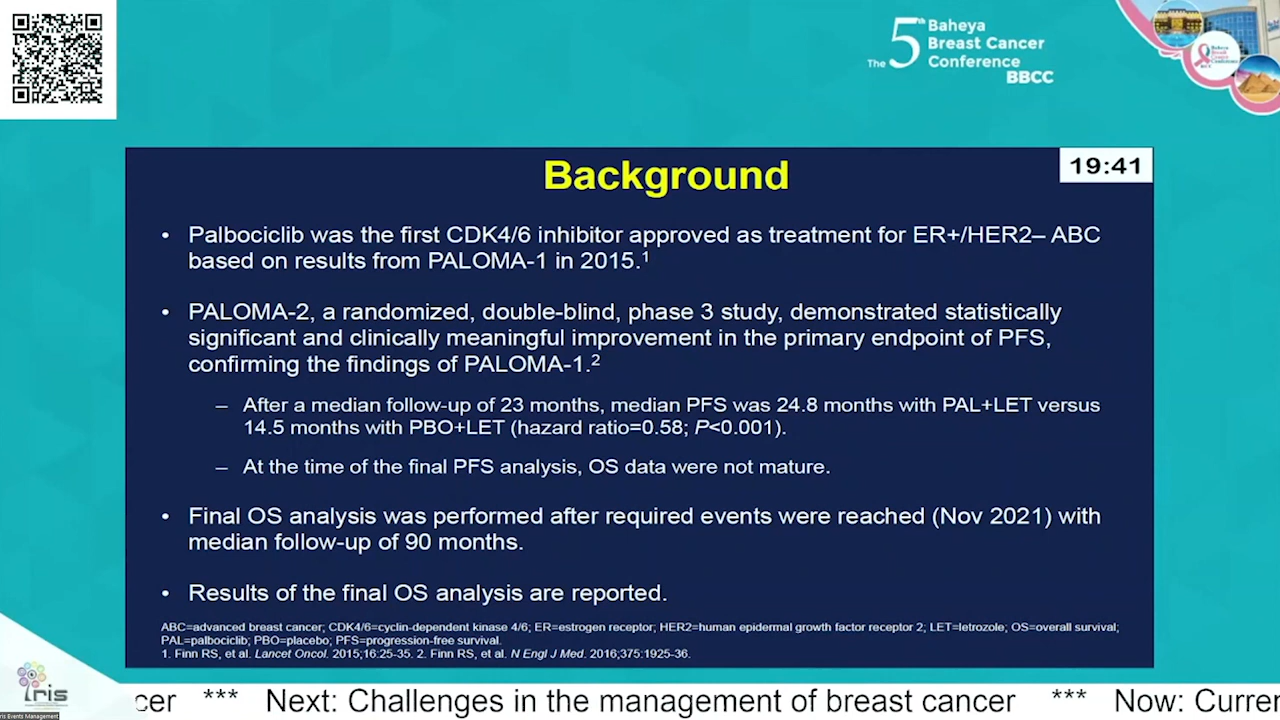 The 5th Baheya
Breast Cancer
Conference
BBCC
Background
19:41
• Palbociclib was the first CDK4/6 inhibitor approved as treatment for ER+/HER2– ABC
based on results from PALOMA-1 in 2015.1
• PALOMA-2, a randomized, double-blind, phase 3 study, demonstrated statistically
significant and clinically meaningful improvement in the primary endpoint of PFS,
confirming the findings of PALOMA-1.2
– After a median follow-up of 23 months, median PFS was 24.8 months with PAL+LET versus
14.5 months with PBO+LET (hazard ratio=0.58; P<0.001).
– At the time of the final PFS analysis, OS data were not mature.
• Final OS analysis was performed after required events were reached (Nov 2021) with
median follow-up of 90 months.
• Results of the final OS analysis are reported.
ABC=advanced breast cancer; CDK4/6=cyclin-dependent kinase 4/6; ER=estrogen receptor; HER2=human epidermal growth factor receptor 2; LET=letrozole; OS=overall survival;
PAL=palbociclib; PBO=placebo; PFS=progression-free survival.
1. Finn RS, et al. Lancet Oncol. 2015;16:25-35. 2. Finn RS, et al. N Engl J Med. 2016;375:1925-36.
Iris
cer *** Next: Challenges in the management of breast cancer *** Now: Curre
Iris Events Management